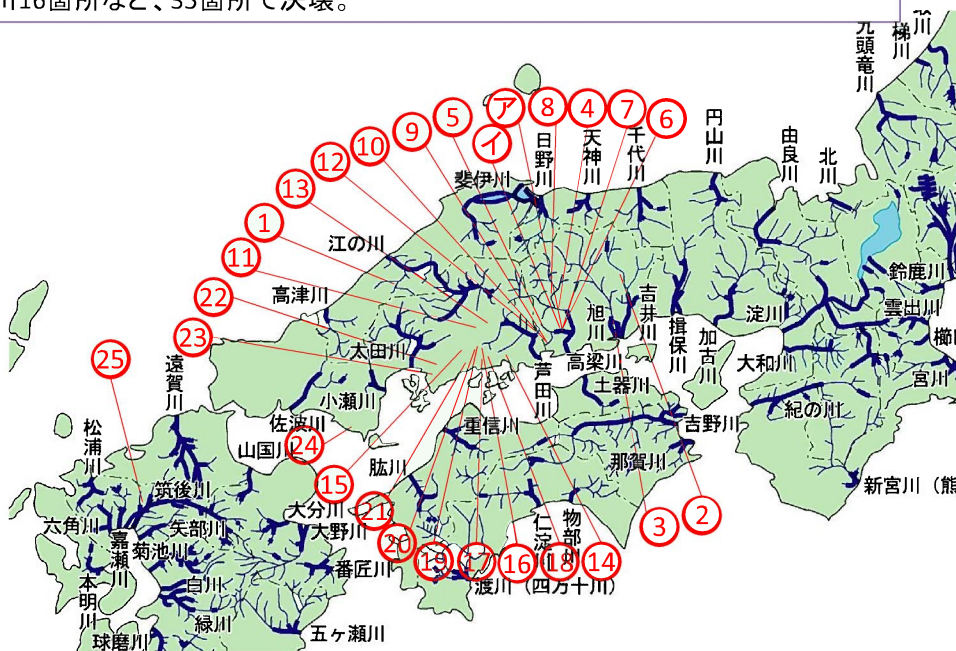 川16箇所など、35箇所で決壊。
九頭竜川
梯川
川
ア
8
4
7
6
5
イ
9
10
12
13
1
11
22
23
25
円山川
由良川
北川
日野川
天神川
千代川
斐伊川
江の川
高津川
太田川
小瀬川
佐波川
遠賀川
旭川
吉井川
揖保川
加古川
淀川
鈴鹿川
雲出川
櫛
宮川
大和川
紀の川
新宮川（熊
芦田川
高梁川
土器川
吉野川
那賀川
重信川
肱川
24
15
21
20
19
17
16
18
14
3
2
仁淀川
物部川
渡川（四万十川）
松浦川
山国川
筑後川
大分川
大野川
矢部川
六角川
嘉瀬川
菊池川
番匠川
本明川
白川
緑川
五ヶ瀬川
球磨川